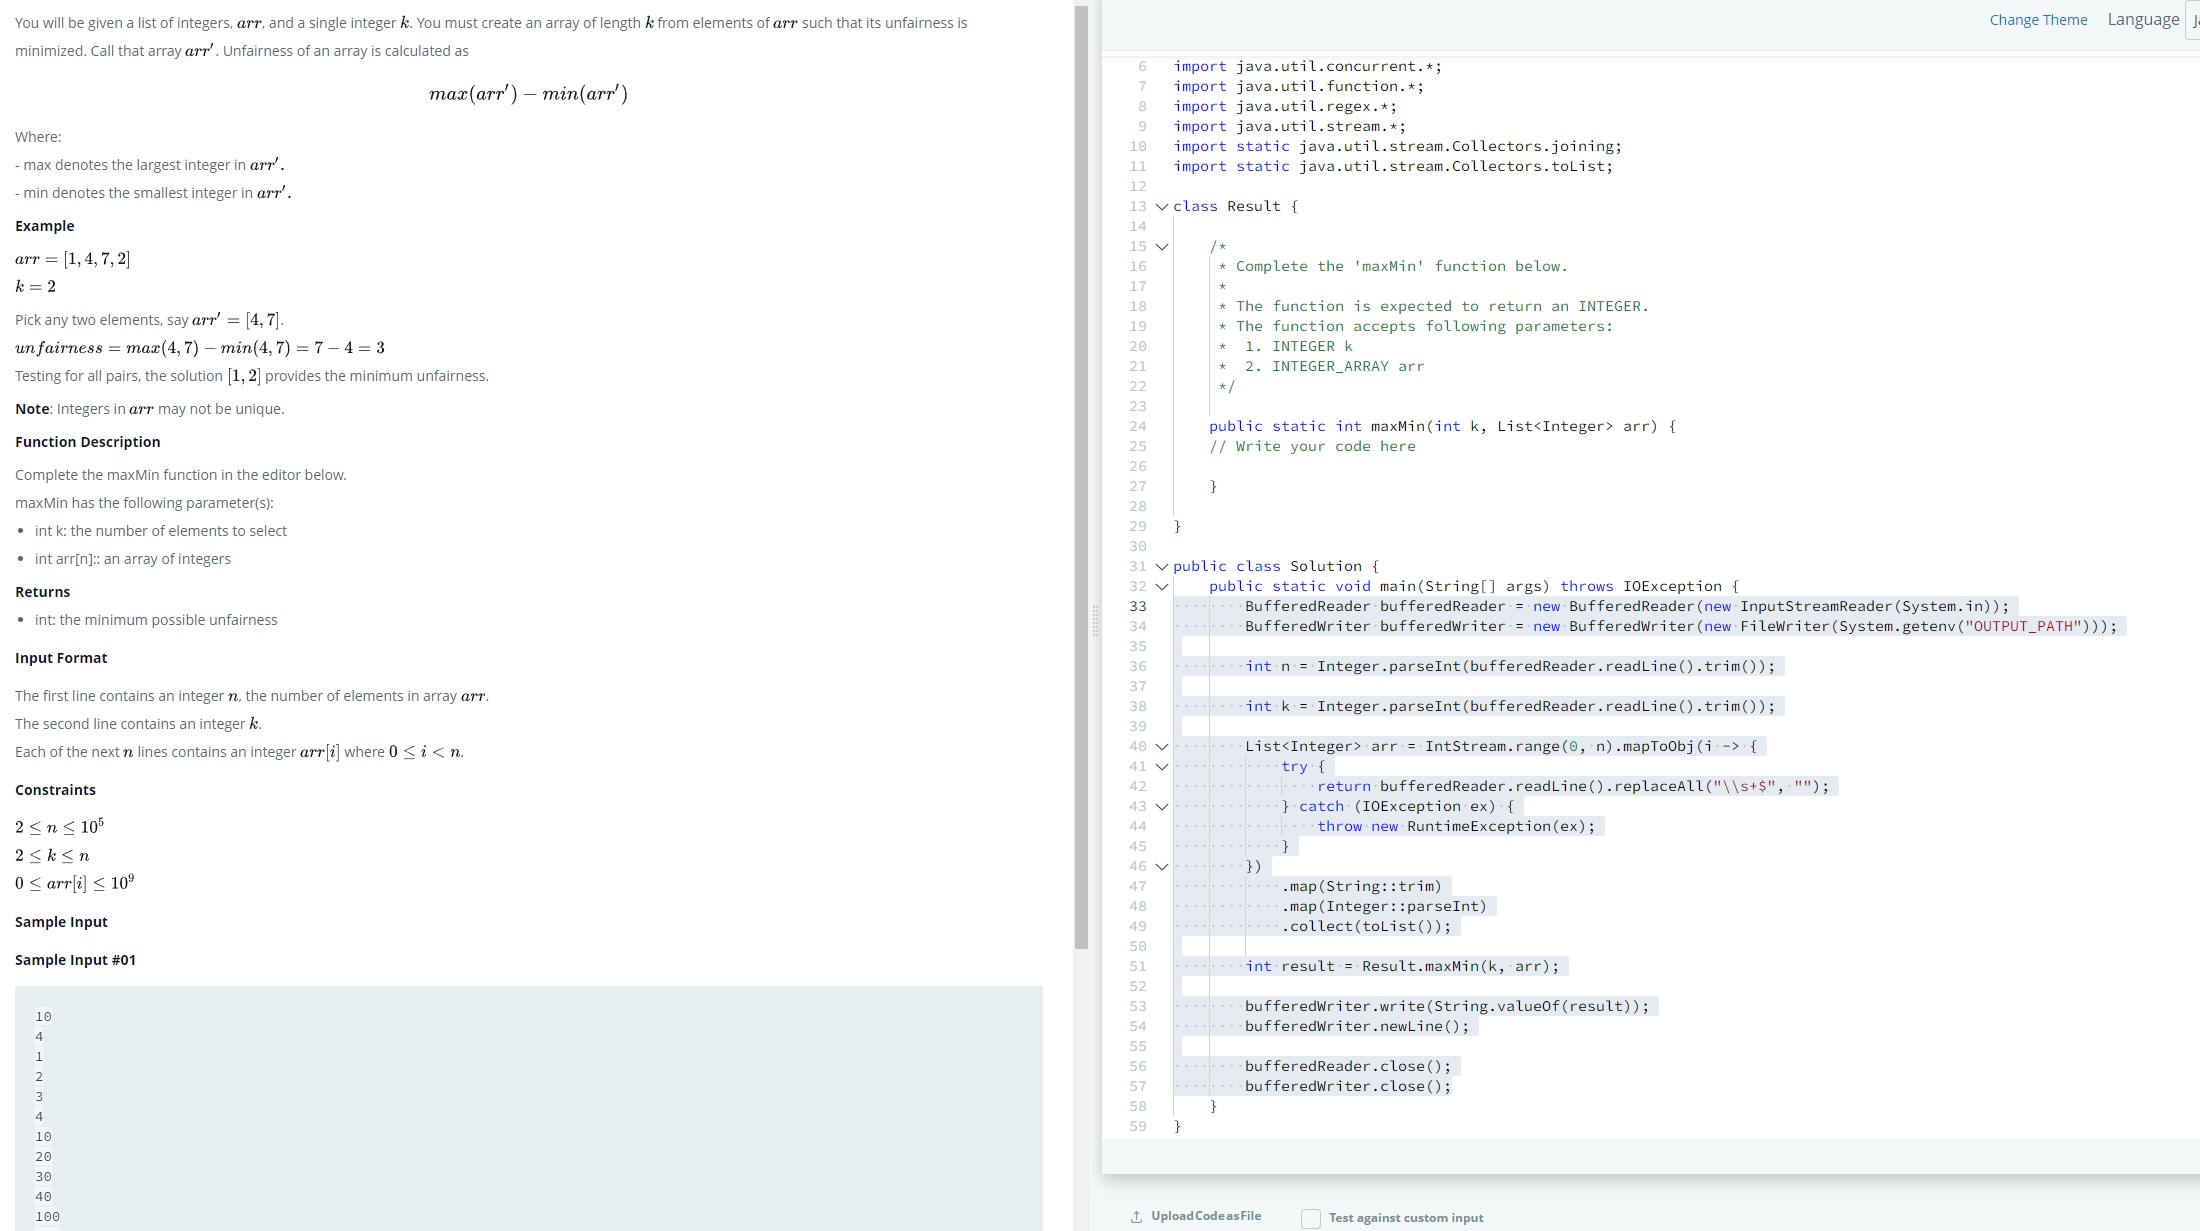 You will be given a list of integers, arr, and a single integer k. You must create an array of length k from elements of arr such that its unfairness is
minimized. Call that array arr′. Unfairness of an array is calculated as
max(arr′) − min(arr′)
Where:
- max denotes the largest integer in arr′.
- min denotes the smallest integer in arr′.
Example
arr = [1, 4, 7, 2]
k = 2
Pick any two elements, say arr′ = [4, 7].
unfairness = max(4, 7) − min(4, 7) = 7 − 4 = 3
Testing for all pairs, the solution [1, 2] provides the minimum unfairness.
Note: Integers in arr may not be unique.
Function Description
Complete the maxMin function in the editor below.
maxMin has the following parameter(s):
• int k: the number of elements to select
• int arr[n]:: an array of integers
Returns
• int: the minimum possible unfairness
Input Format
The first line contains an integer n, the number of elements in array arr.
The second line contains an integer k.
Each of the next n lines contains an integer arr[i] where 0 ≤ i < n.
Constraints
2 ≤ n ≤ 10⁵
2 ≤ k ≤ n
0 ≤ arr[i] ≤ 10⁹
Sample Input
Sample Input #01
10
4
1
2
3
4
10
20
30
40
100
Change Theme Language
6 import java.util.concurrent.*;
7 import java.util.function.*;
8 import java.util.regex.*;
9 import java.util.stream.*;
10 import static java.util.stream.Collectors.joining;
11 import static java.util.stream.Collectors.toList;
12
13 class Result {
14
15 /*
16 * Complete the 'maxMin' function below.
17 *
18 * The function is expected to return an INTEGER.
19 * The function accepts following parameters:
20 * 1. INTEGER k
21 * 2. INTEGER_ARRAY arr
22 */
23
24 public static int maxMin(int k, List<Integer> arr) {
25 // Write your code here
26
27 }
28
29 }
30
31 public class Solution {
32 public static void main(String[] args) throws IOException {
33 BufferedReader bufferedReader = new BufferedReader(new InputStreamReader(System.in));
34 BufferedWriter bufferedWriter = new BufferedWriter(new FileWriter(System.getenv("OUTPUT_PATH")));
35
36 int n = Integer.parseInt(bufferedReader.readLine().trim());
37
38 int k = Integer.parseInt(bufferedReader.readLine().trim());
39
40 List<Integer> arr = IntStream.range(0, n).mapToObj(i -> {
41 try {
42 return bufferedReader.readLine().replaceAll("\\s+$", "");
43 } catch (IOException ex) {
44 throw new RuntimeException(ex);
45 }
46 })
47 .map(String::trim)
48 .map(Integer::parseInt)
49 .collect(toList());
50
51 int result = Result.maxMin(k, arr);
52
53 bufferedWriter.write(String.valueOf(result));
54 bufferedWriter.newLine();
55
56 bufferedReader.close();
57 bufferedWriter.close();
58 }
59 }
Upload Code as File Test against custom input